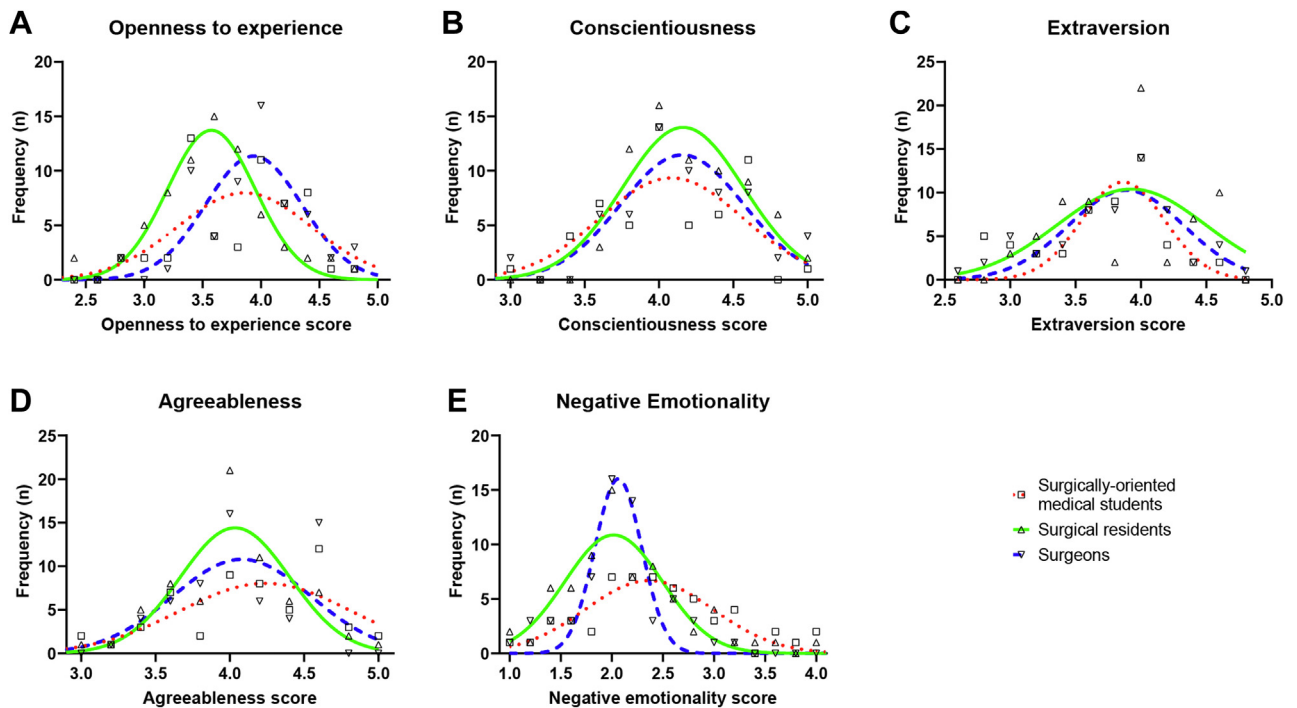 A Openness to experience
20
15
10
5
0
Frequency (n)
2.5 3.0 3.5 4.0 4.5 5.0
Openness to experience score
B Conscientiousness
20
15
10
5
0
Frequency (n)
3.0 3.5 4.0 4.5 5.0
Conscientiousness score
C Extraversion
25
20
15
10
5
0
Frequency (n)
2.5 3.0 3.5 4.0 4.5 5.0
Extraversion score
D Agreeableness
25
20
15
10
5
0
Frequency (n)
3.0 3.5 4.0 4.5 5.0
Agreeableness score
E Negative Emotionality
20
15
10
5
0
Frequency (n)
1.0 1.5 2.0 2.5 3.0 3.5 4.0
Negative emotionality score
Surgically-oriented
medical students
Surgical residents
Surgeons